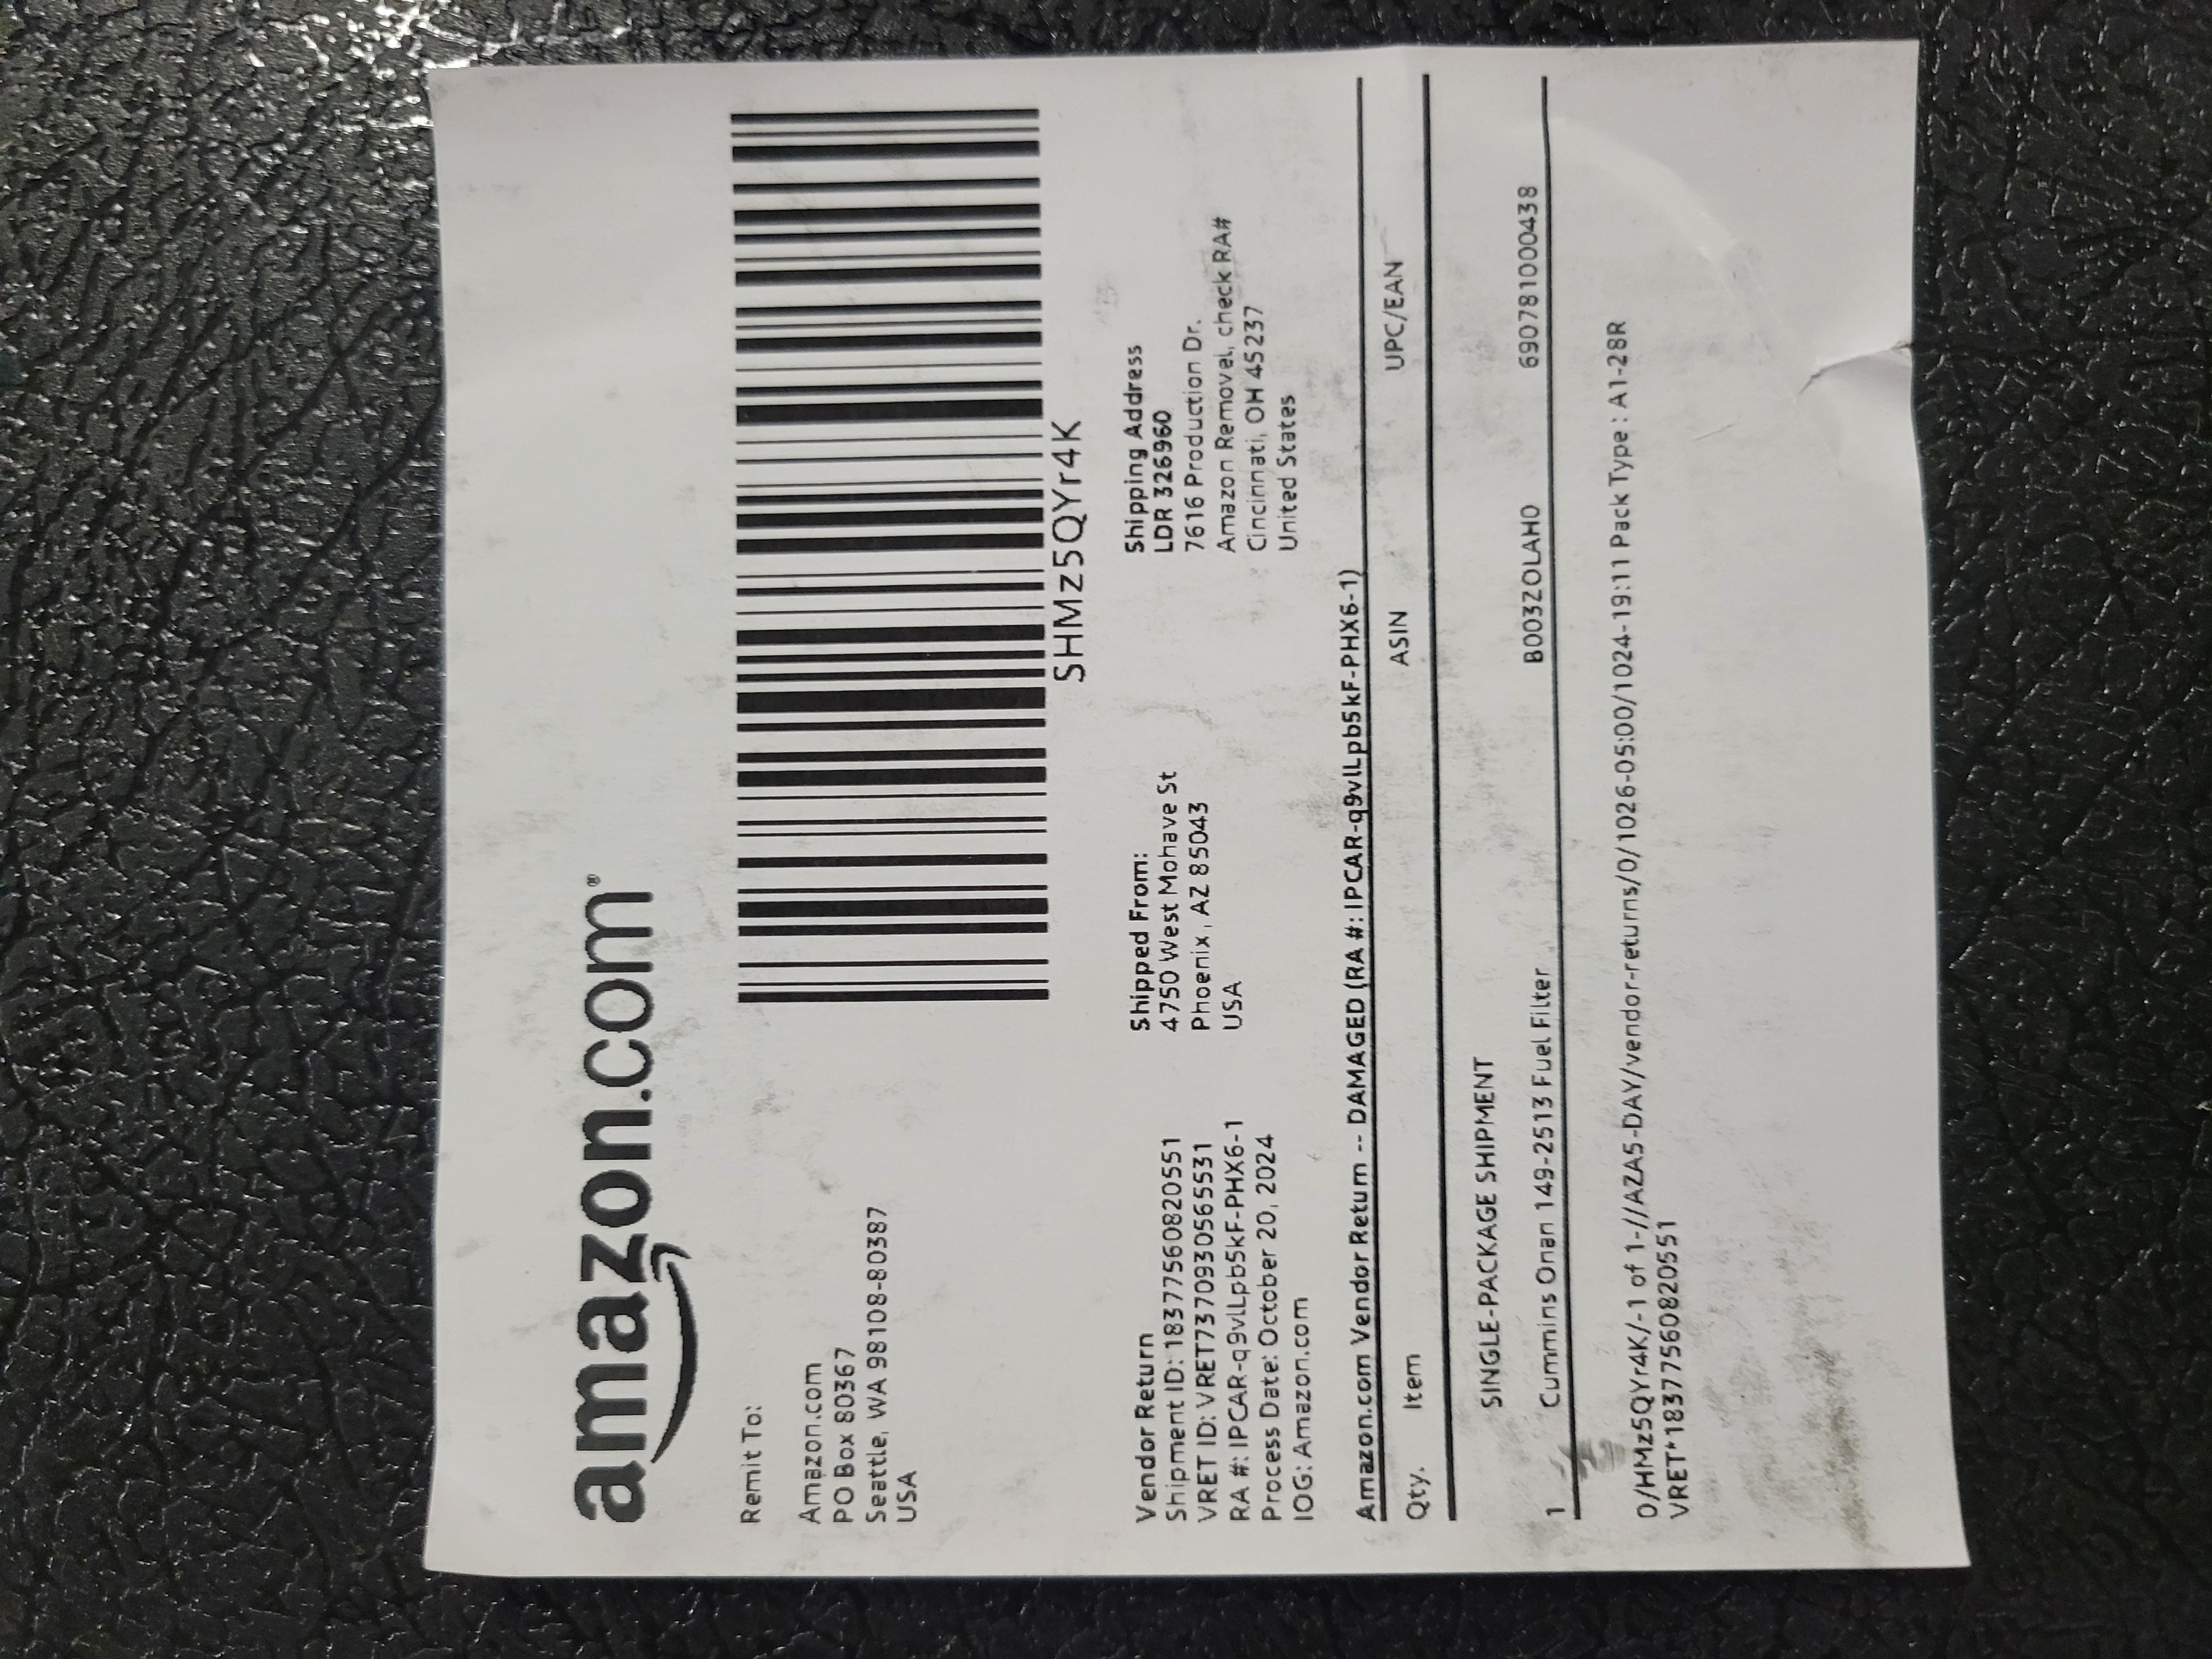 amazon.com®
Remit To:
Amazon.com
PO Box 80367
Seattle, WA 98108-80387
USA
SHMz5QYr4K
Vendor Return
Shipment ID: 18377560820551
VRET ID: VRET73709330565531
RA #: IPCAR-q9vlLpb5kF-PHX6-1
Process Date: October 20, 2024
IOG: Amazon.com
Shipped From:
4750 West Mohave St
Phoenix, AZ 85043
USA
Shipping Address
LDR 326960
7616 Production Dr.
Amazon Removel, check RA#
Cincinnati, OH 45237
United States
Amazon.com Vendor Return -- DAMAGED (RA #: IPCAR-q9vlLpb5kF-PHX6-1)
Qty. Item ASIN UPC/EAN
SINGLE-PACKAGE SHIPMENT
1 Cummins Onan 149-2513 Fuel Filter B003ZOLAHO 690781000438
0/HMz5QYr4K/-1 of 1-//AZA5-DAY/vendor-returns/0/1026-05:00/1024-19:11 Pack Type : A1-28R
VRET*18377560820551